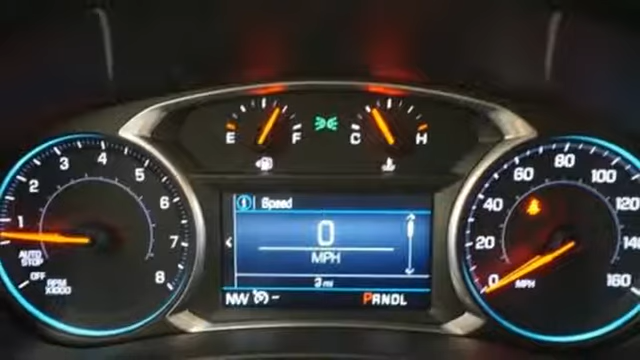 E F
C H
1 2 3 4 5 6 7 8
AUTO
STOP
OFF
RPM
X1000
i Speed
0
MPH
3 mi
NW
PRNDL
0 20 40 60 80 100 120 140 160
MPH